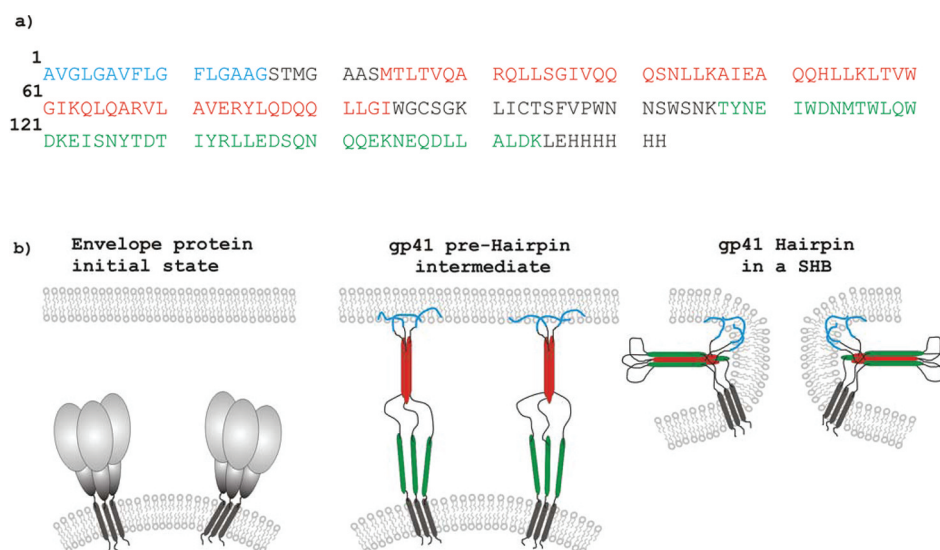 a)
1
AVGLGAVFLG FLGAAGSTMG AASMTLTVQA RQLLSGIVQQ QSNLLKAIEA QQHLLKLTVW
61
GIKQLQARVL AVERYLQDQQ LLGIWGCSGK LICTSFVPWN NSWSNKTYNE IWDNMTWLQW
121
DKEISNYTDT IYRLLEDSQN QQEKNEQDLL ALDKLEHHHH HH
b) Envelope protein gp41 pre-Hairpin gp41 Hairpin
initial state intermediate in a SHB